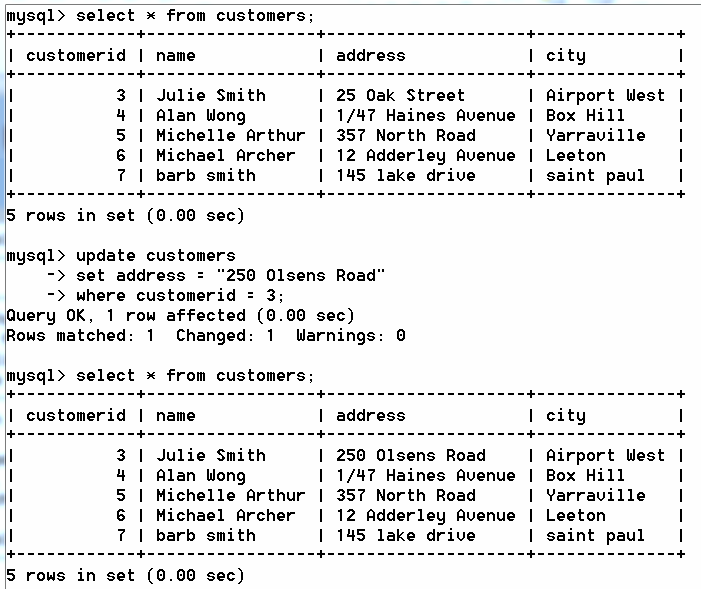 mysql> select * from customers;
+------------+-----------------+-------------------+--------------+
| customerid | name            | address           | city         |
+------------+-----------------+-------------------+--------------+
|          3 | Julie Smith     | 25 Oak Street     | Airport West |
|          4 | Alan Wong       | 1/47 Haines Avenue | Box Hill     |
|          5 | Michelle Arthur | 357 North Road    | Yarraville   |
|          6 | Michael Archer  | 12 Adderley Avenue | Leeton       |
|          7 | barb smith      | 145 lake drive    | saint paul   |
+------------+-----------------+-------------------+--------------+
5 rows in set (0.00 sec)
mysql> update customers
    -> set address = "250 Olsens Road"
    -> where customerid = 3;
Query OK, 1 row affected (0.00 sec)
Rows matched: 1  Changed: 1  Warnings: 0
mysql> select * from customers;
+------------+-----------------+-------------------+--------------+
| customerid | name            | address           | city         |
+------------+-----------------+-------------------+--------------+
|          3 | Julie Smith     | 250 Olsens Road   | Airport West |
|          4 | Alan Wong       | 1/47 Haines Avenue | Box Hill     |
|          5 | Michelle Arthur | 357 North Road    | Yarraville   |
|          6 | Michael Archer  | 12 Adderley Avenue | Leeton       |
|          7 | barb smith      | 145 lake drive    | saint paul   |
+------------+-----------------+-------------------+--------------+
5 rows in set (0.00 sec)